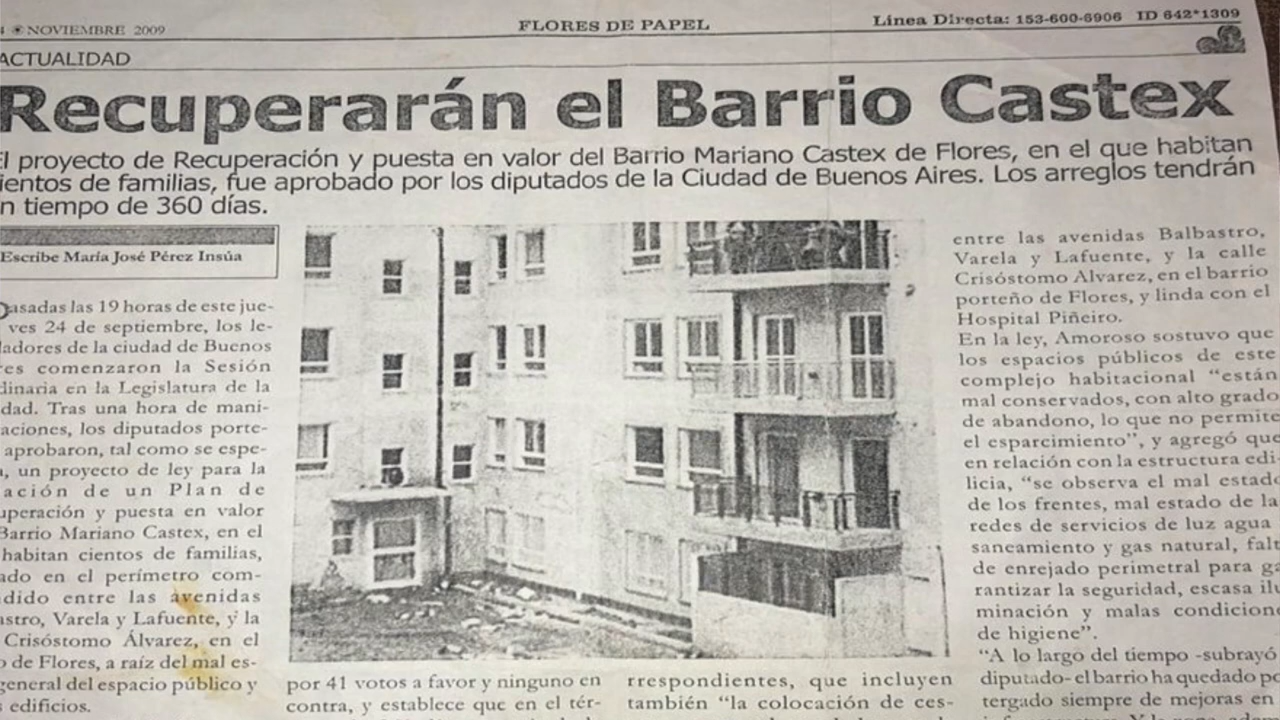 NOVIEMBRE 2009
FLORES DE PAPEL
Línea Directa: 153-600-6906 ID 642*1309
ACTUALIDAD
Recuperarán el Barrio Castex
El proyecto de Recuperación y puesta en valor del Barrio Mariano Castex de Flores, en el que habitan
ientos de familias, fue aprobado por los diputados de la Ciudad de Buenos Aires. Los arreglos tendrán
n tiempo de 360 días.
Escribe María José Pérez Insúa
Pasadas las 19 horas de este jue-
ves 24 de septiembre, los le-
ladores de la ciudad de Buenos
res comenzaron la Sesión
dinaria en la Legislatura de la
dad. Tras una hora de mani-
aciones, los diputados porte-
aprobaron, tal como se espe-
a, un proyecto de ley para la
ación de un Plan de
uperación y puesta en valor
Barrio Mariano Castex, en el
habitan cientos de familias,
ado en el perímetro com-
ndido entre las avenidas
astro, Varela y Lafuente, y la
Crisóstomo Álvarez, en el
o de Flores, a raíz del mal es-
general del espacio público y
s edificios.
por 41 votos a favor y ninguno en
contra, y establece que en el tér-
rrespondientes, que incluyen
también “la colocación de ces-
entre las avenidas Balbastro,
Varela y Lafuente, y la calle
Crisóstomo Alvarez, en el barrio
porteño de Flores, y linda con el
Hospital Piñeiro.
En la ley, Amoroso sostuvo que
los espacios públicos de este
complejo habitacional “están
mal conservados, con alto grado
de abandono, lo que no permite
el esparcimiento”, y agregó que
en relación con la estructura edi-
licia, “se observa el mal estado
de los frentes, mal estado de la
redes de servicios de luz agua
saneamiento y gas natural, falt
de enrejado perimetral para ga
rantizar la seguridad, escasa ilu
minación y malas condicion
de higiene”.
“A lo largo del tiempo -subrayó
diputado- el barrio ha quedado po
tergado siempre de mejoras en